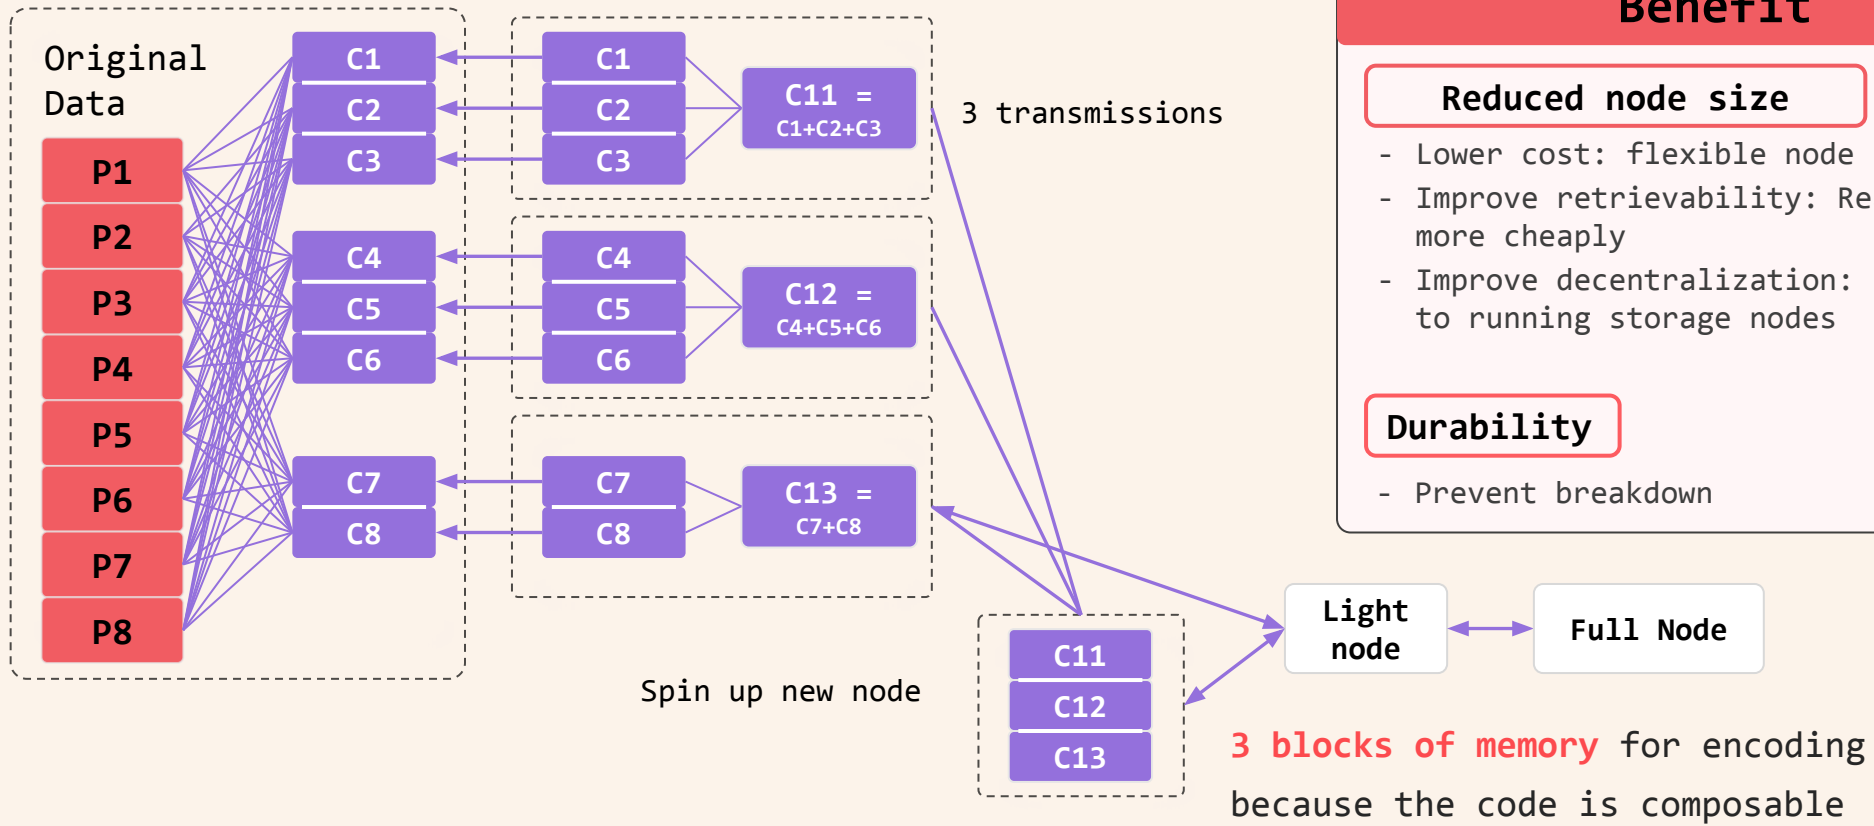 Original
Data
P1
P2
P3
P4
P5
P6
P7
P8
C1
C2
C3
C4
C5
C6
C7
C8
C1
C2
C3
C11 =
C1+C2+C3
C4
C5
C6
C12 =
C4+C5+C6
C7
C8
C13 =
C7+C8
3 transmissions
Spin up new node
C11
C12
C13
Light
node
Full Node
3 blocks of memory for encoding
because the code is composable
Benefit
Reduced node size
- Lower cost: flexible node
- Improve retrievability:
more cheaply
- Improve decentralization:
to running storage nodes
Durability
- Prevent breakdown